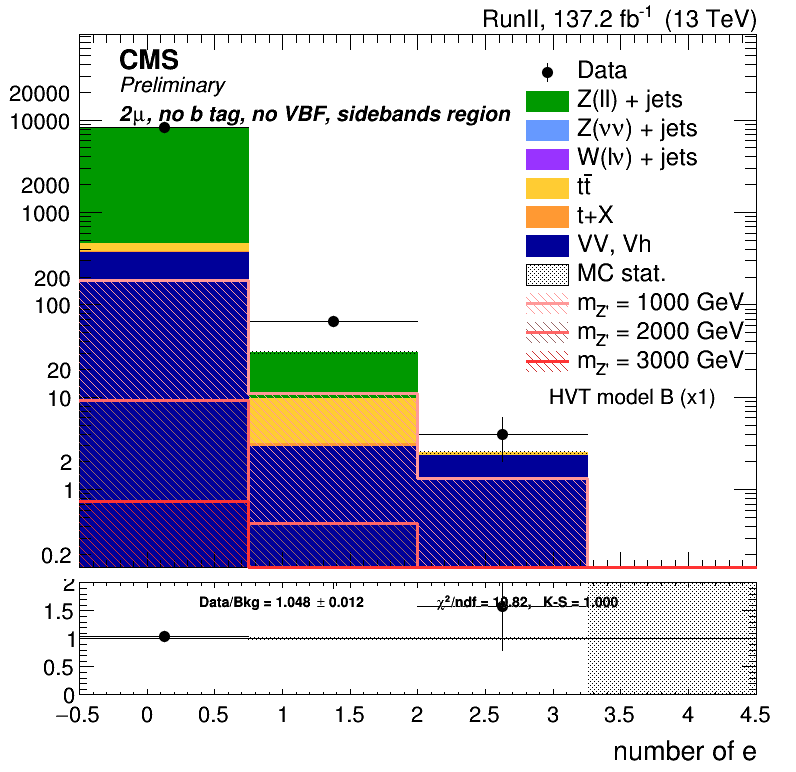 RunII, 137.2 fb⁻¹ (13 TeV)
CMS
Preliminary
2μ, no b tag, no VBF, sidebands region
Data
Z(ll) + jets
Z(νν) + jets
W(lν) + jets
tt̄
t+X
VV, Vh
MC stat.
m_Z' = 1000 GeV
m_Z' = 2000 GeV
m_Z' = 3000 GeV
HVT model B (x1)
20000
10000
2000
1000
200
100
20
10
2
1
0.2
2
1.5
1
0.5
0
Data/Bkg = 1.048 ± 0.012
χ²/ndf = 10.82, K-S = 1.000
−0.5 0 0.5 1 1.5 2 2.5 3 3.5 4 4.5
number of e